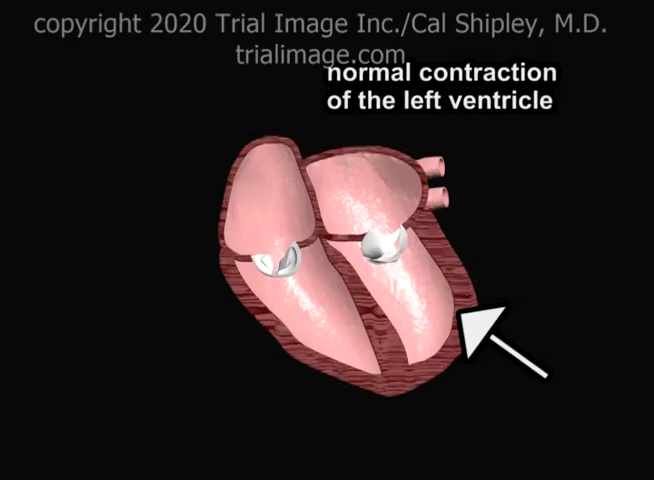 copyright 2020 Trial Image Inc./Cal Shipley, M.D.
trialimage.com
normal contraction
of the left ventricle